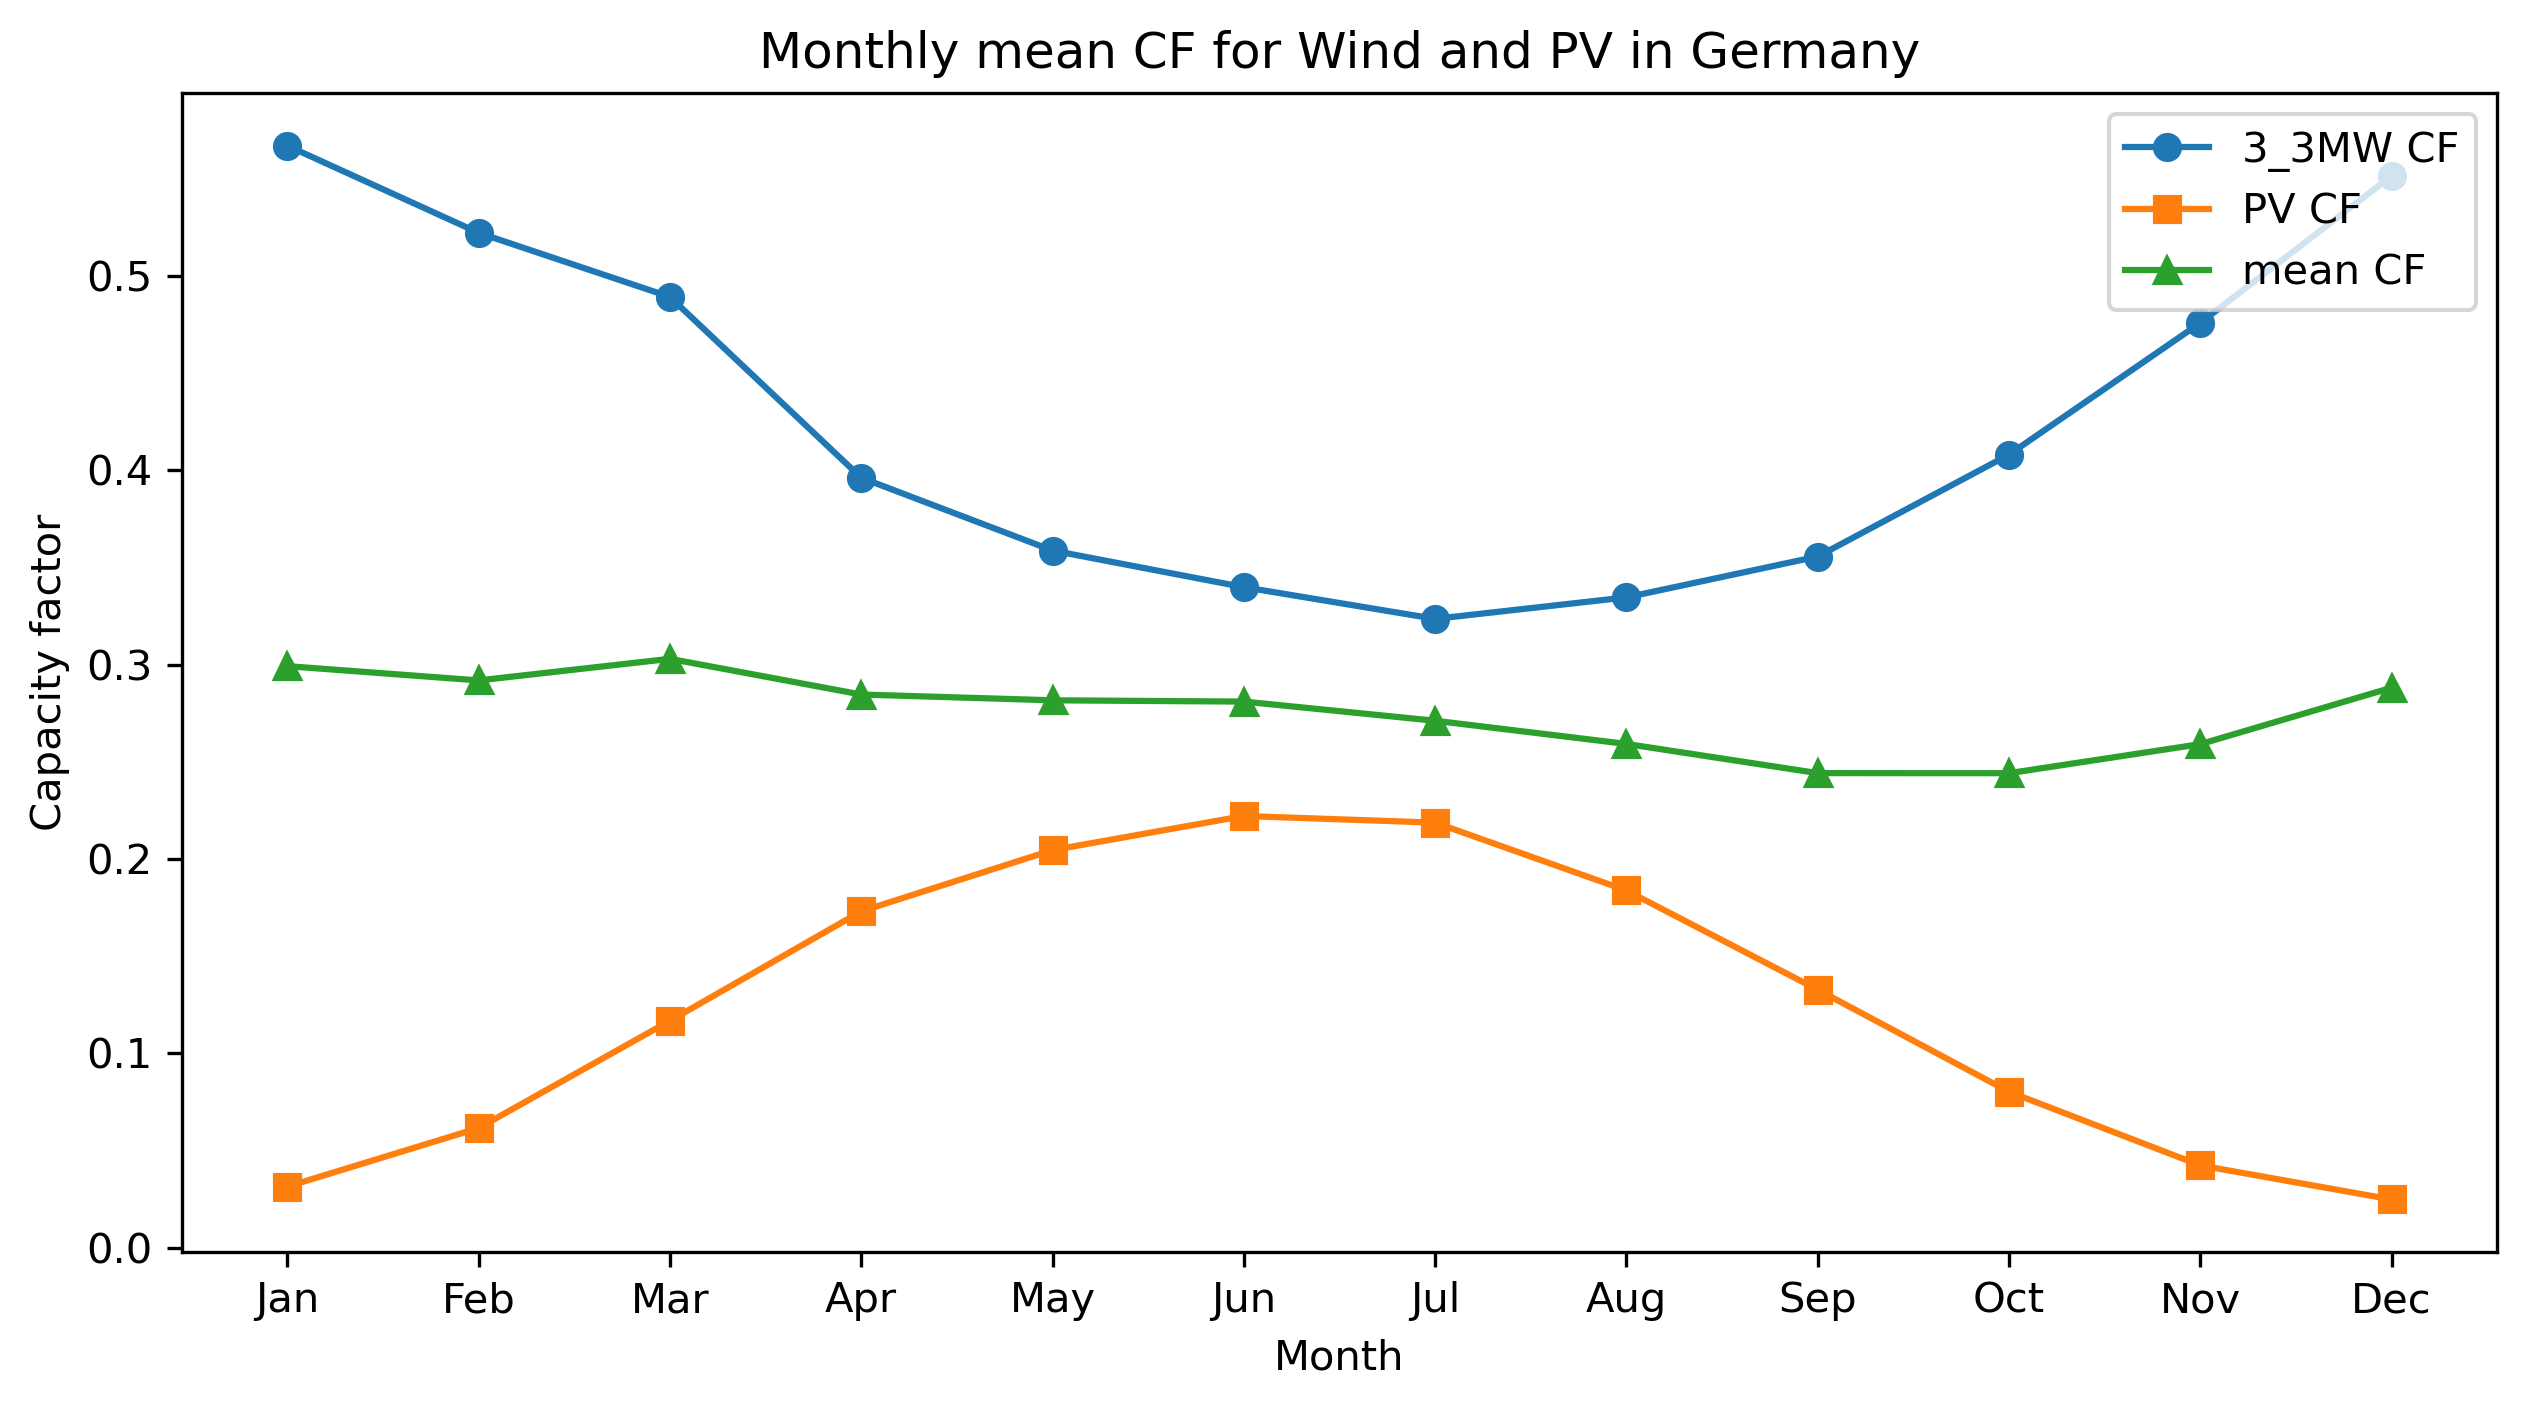 Monthly mean CF for Wind and PV in Germany
3_3MW CF
PV CF
mean CF
Capacity factor
0.5
0.4
0.3
0.2
0.1
0.0
Jan Feb Mar Apr May Jun Jul Aug Sep Oct Nov Dec
Month